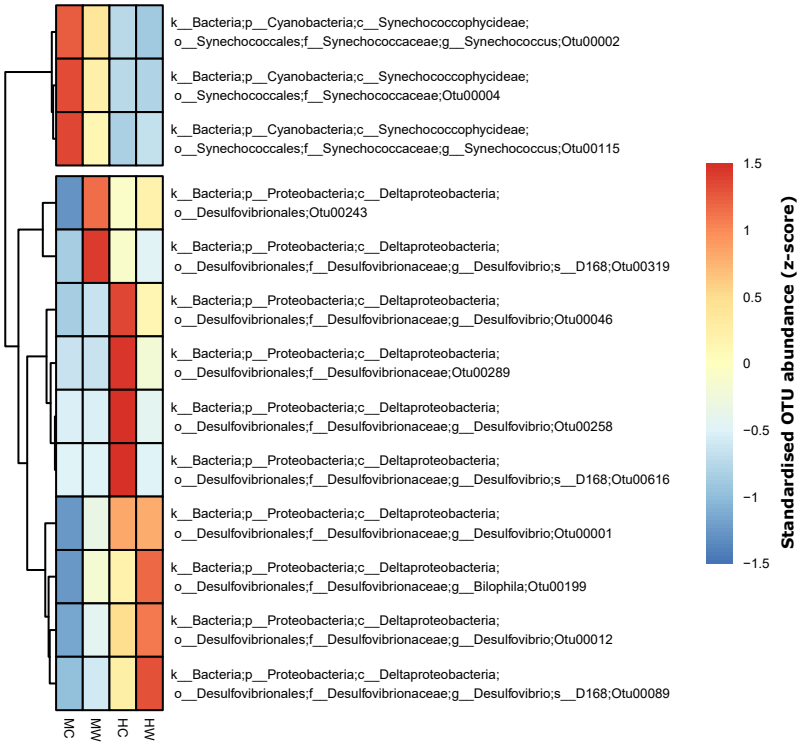 k__Bacteria;p__Cyanobacteria;c__Synechococcophycideae;
o__Synechococcales;f__Synechococcaceae;g__Synechococcus;Otu00002
k__Bacteria;p__Cyanobacteria;c__Synechococcophycideae;
o__Synechococcales;f__Synechococcaceae;Otu00004
k__Bacteria;p__Cyanobacteria;c__Synechococcophycideae;
o__Synechococcales;f__Synechococcaceae;g__Synechococcus;Otu00115
k__Bacteria;p__Proteobacteria;c__Deltaproteobacteria;
o__Desulfovibrionales;Otu00243
k__Bacteria;p__Proteobacteria;c__Deltaproteobacteria;
o__Desulfovibrionales;f__Desulfovibrionaceae;g__Desulfovibrio;s__D168;Otu00319
k__Bacteria;p__Proteobacteria;c__Deltaproteobacteria;
o__Desulfovibrionales;f__Desulfovibrionaceae;g__Desulfovibrio;Otu00046
k__Bacteria;p__Proteobacteria;c__Deltaproteobacteria;
o__Desulfovibrionales;f__Desulfovibrionaceae;Otu00289
k__Bacteria;p__Proteobacteria;c__Deltaproteobacteria;
o__Desulfovibrionales;f__Desulfovibrionaceae;g__Desulfovibrio;Otu00258
k__Bacteria;p__Proteobacteria;c__Deltaproteobacteria;
o__Desulfovibrionales;f__Desulfovibrionaceae;g__Desulfovibrio;s__D168;Otu00616
k__Bacteria;p__Proteobacteria;c__Deltaproteobacteria;
o__Desulfovibrionales;f__Desulfovibrionaceae;g__Desulfovibrio;Otu00001
k__Bacteria;p__Proteobacteria;c__Deltaproteobacteria;
o__Desulfovibrionales;f__Desulfovibrionaceae;g__Bilophila;Otu00199
k__Bacteria;p__Proteobacteria;c__Deltaproteobacteria;
o__Desulfovibrionales;f__Desulfovibrionaceae;g__Desulfovibrio;Otu00012
k__Bacteria;p__Proteobacteria;c__Deltaproteobacteria;
o__Desulfovibrionales;f__Desulfovibrionaceae;g__Desulfovibrio;s__D168;Otu00089
MC
MW
HC
HW
1.5
1
0.5
0
−0.5
−1
−1.5
Standardised OTU abundance (z-score)